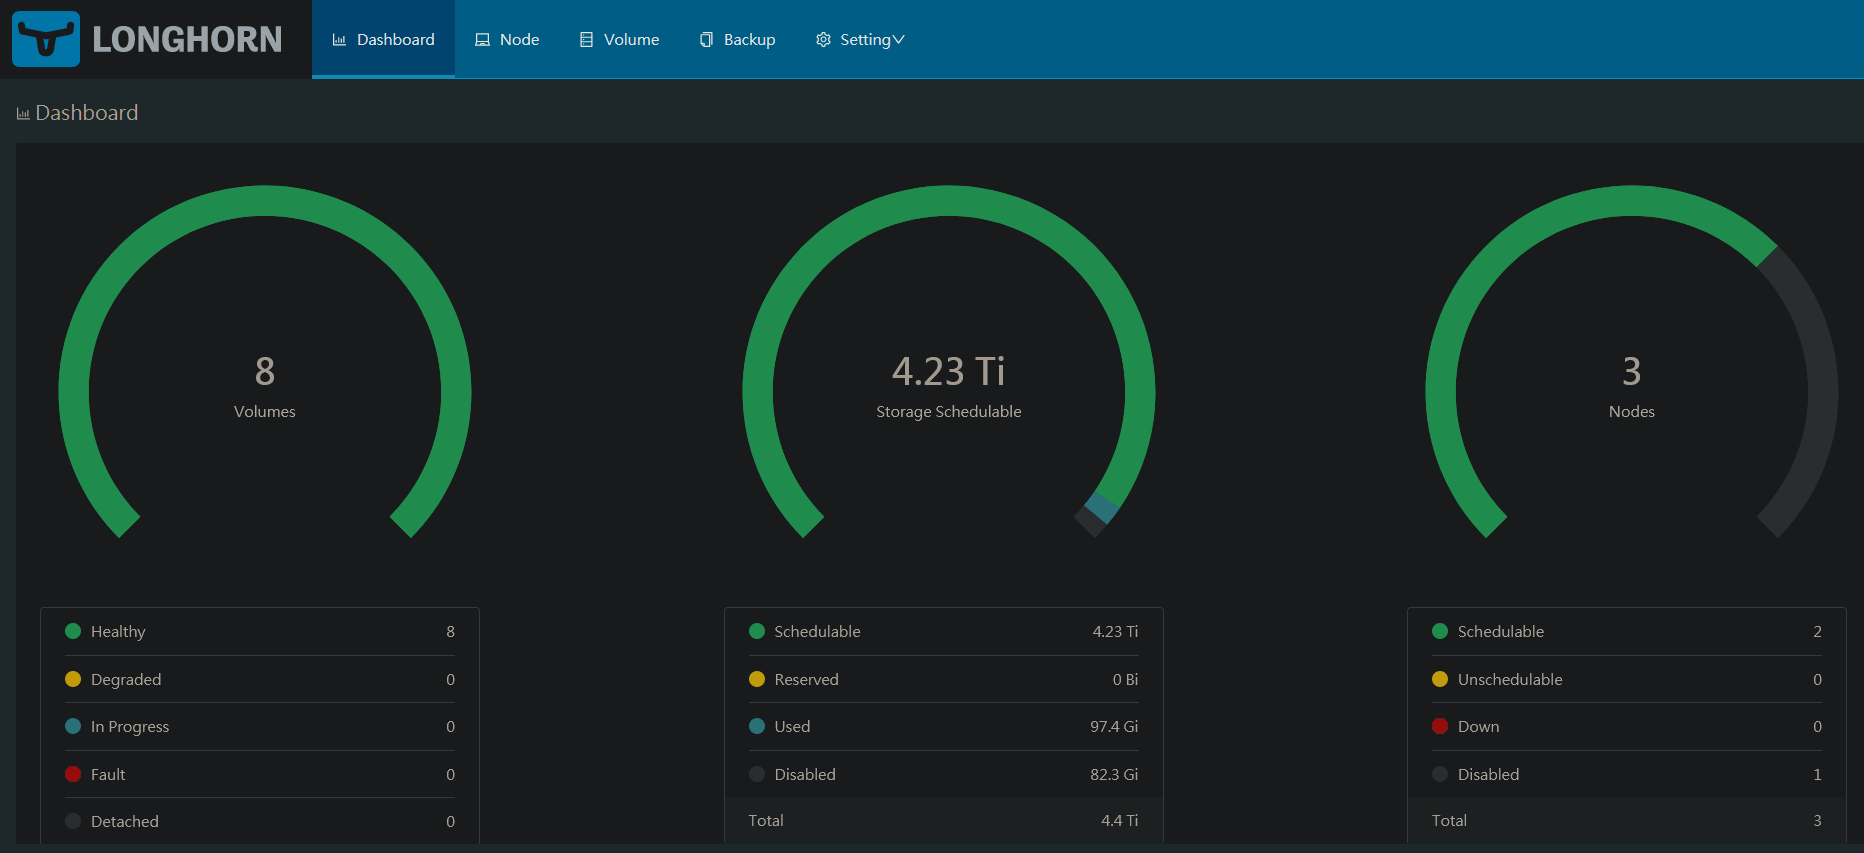 LONGHORN
Dashboard
Node
Volume
Backup
Setting
Dashboard
8
Volumes
4.23 Ti
Storage Schedulable
3
Nodes
Healthy 8
Degraded 0
In Progress 0
Fault 0
Detached 0
Schedulable 4.23 Ti
Reserved 0 Bi
Used 97.4 Gi
Disabled 82.3 Gi
Total 4.4 Ti
Schedulable 2
Unschedulable 0
Down 0
Disabled 1
Total 3